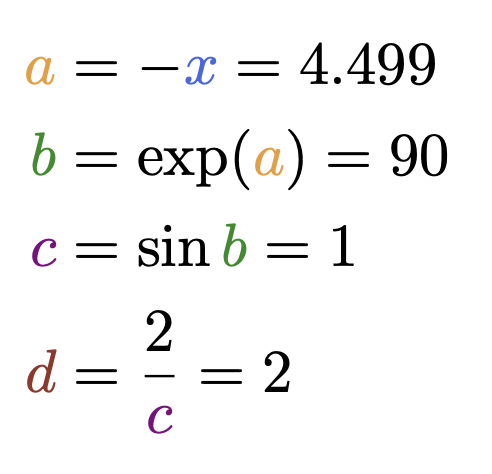 a = −x = 4.499
b = exp(a) = 90
c = sin b = 1
d = 2/c = 2